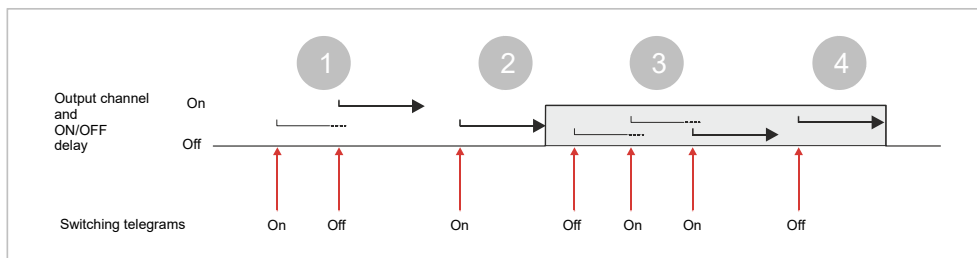 1 2 3 4
Output channel
and
ON/OFF
delay
On
Off
Switching telegrams On Off On Off On On Off